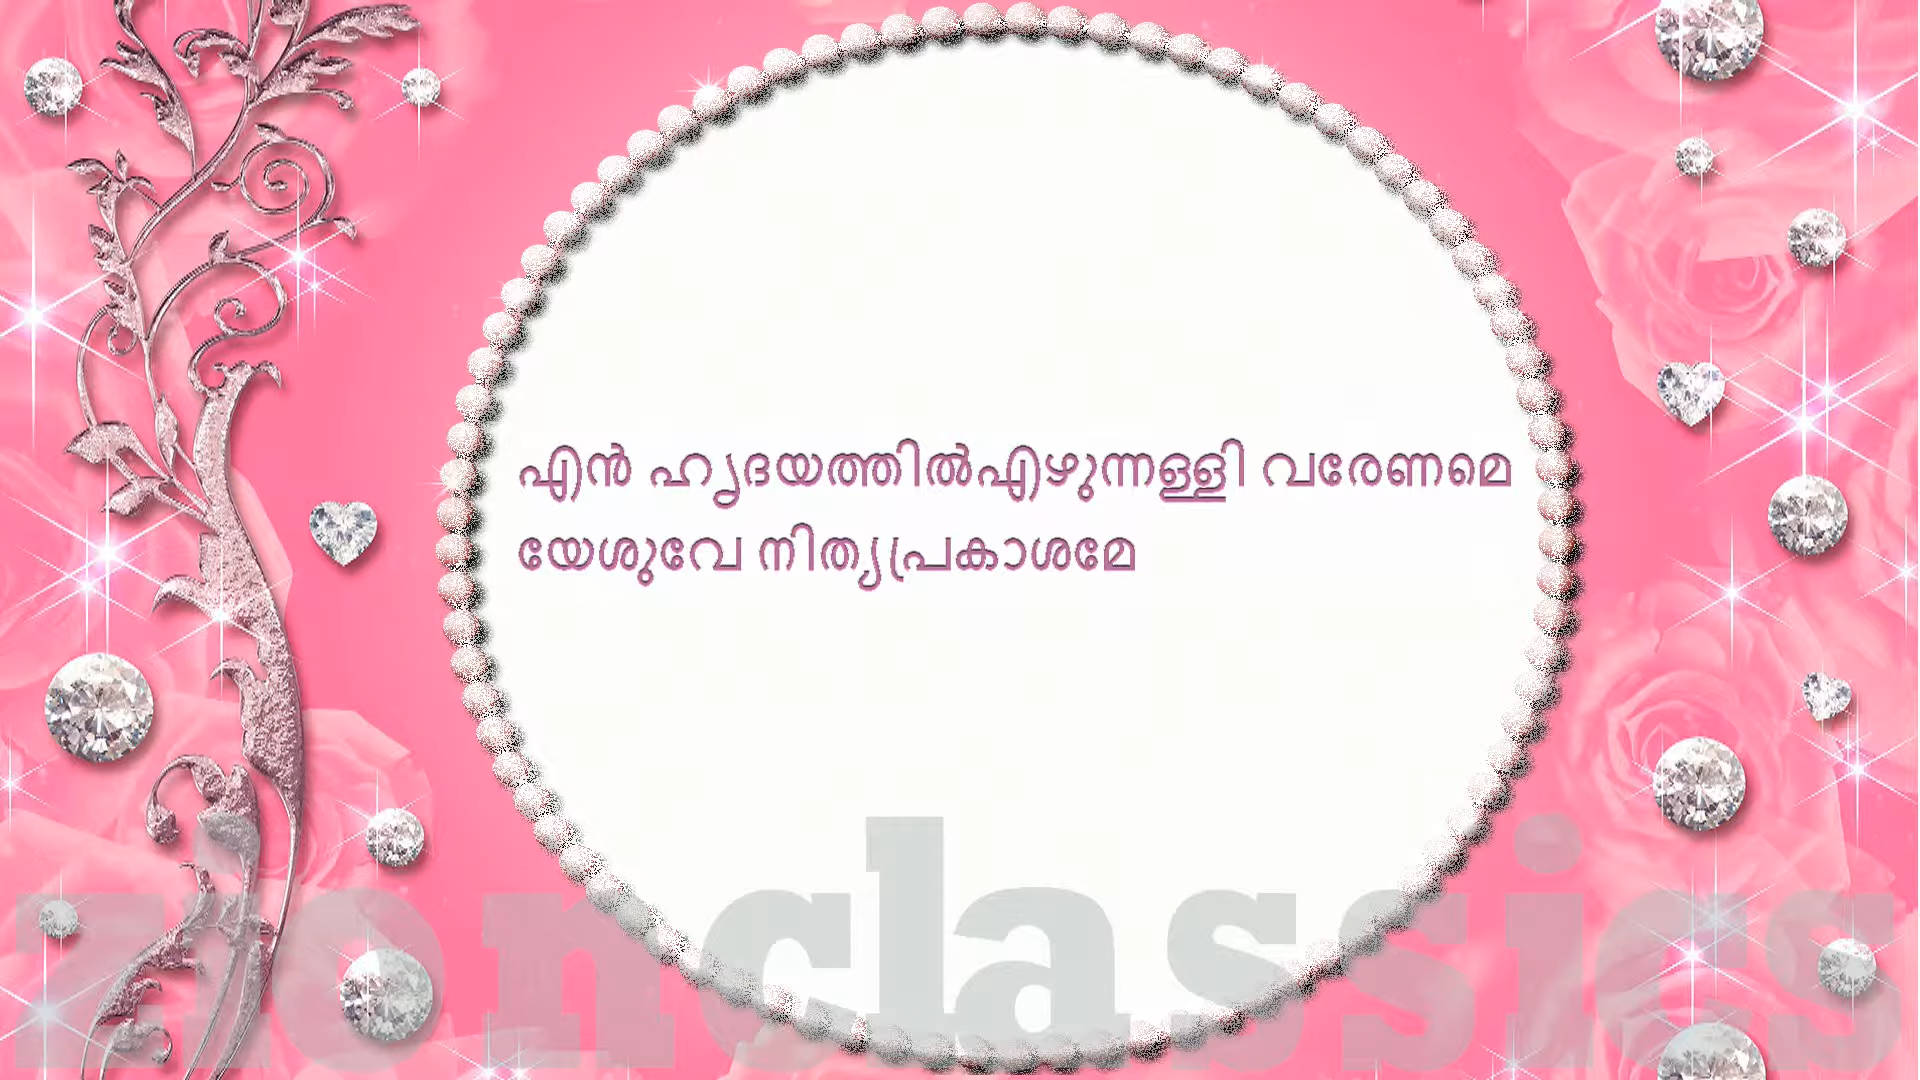 എൻ ഹൃദയത്തിൽഎഴുന്നള്ളി വരേണമെ
യേശുവേ നിത്യപ്രകാശമേ
zionclassics